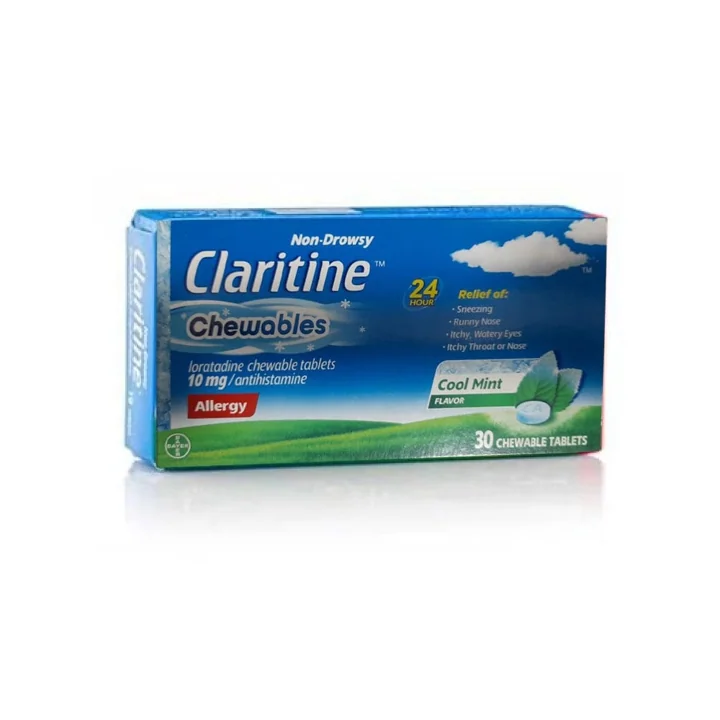 Non-Drowsy
Claritine™
Chewables
loratadine chewable tablets
10 mg/antihistamine
Allergy
24
HOUR
Relief of:
• Sneezing
• Runny Nose
• Itchy, Watery Eyes
• Itchy Throat or Nose
Cool Mint
FLAVOR
30 CHEWABLE TABLETS
BAYER
TM
Claritine